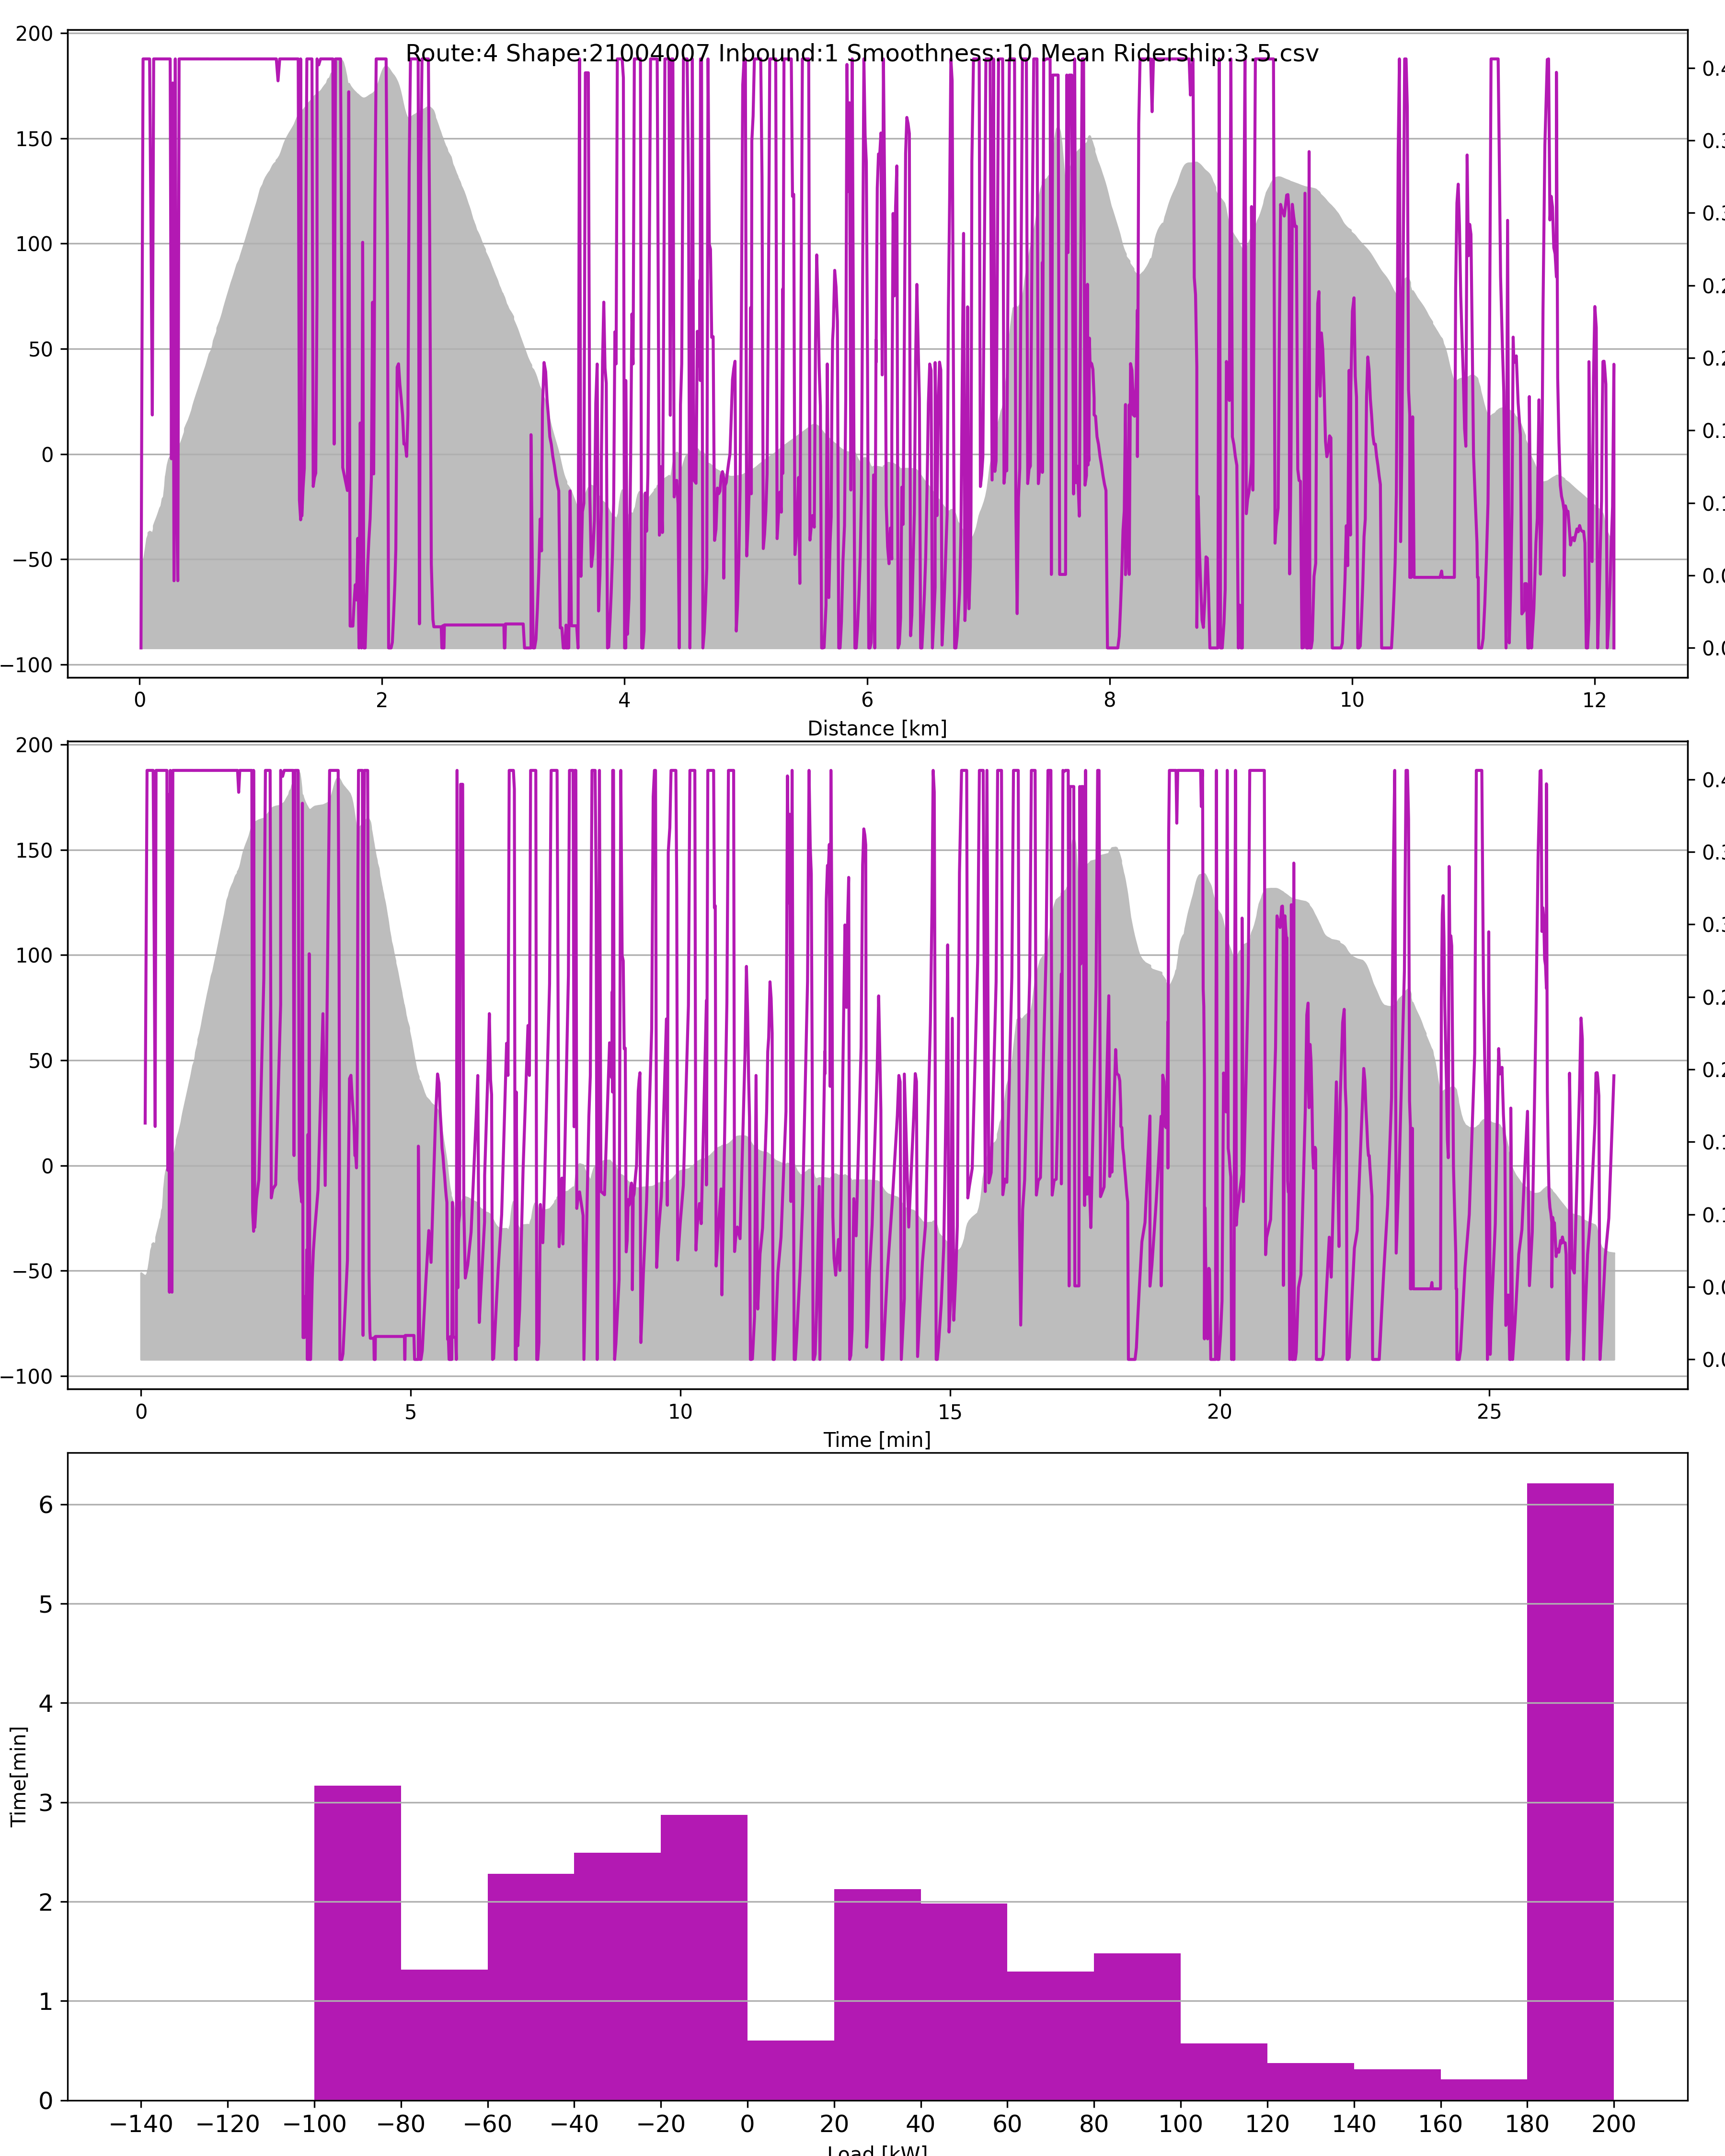 Route:4 Shape:21004007 Inbound:1 Smoothness:10 Mean Ridership:3.5.csv
200
150
100
50
0
−50
−100
0 2 4 6 8 10 12
Distance [km]
200
150
100
50
0
−50
−100
0 5 10 15 20 25
Time [min]
6
5
4
3
2
1
0
Time[min]
−140 −120 −100 −80 −60 −40 −20 0 20 40 60 80 100 120 140 160 180 200
Load [kW]